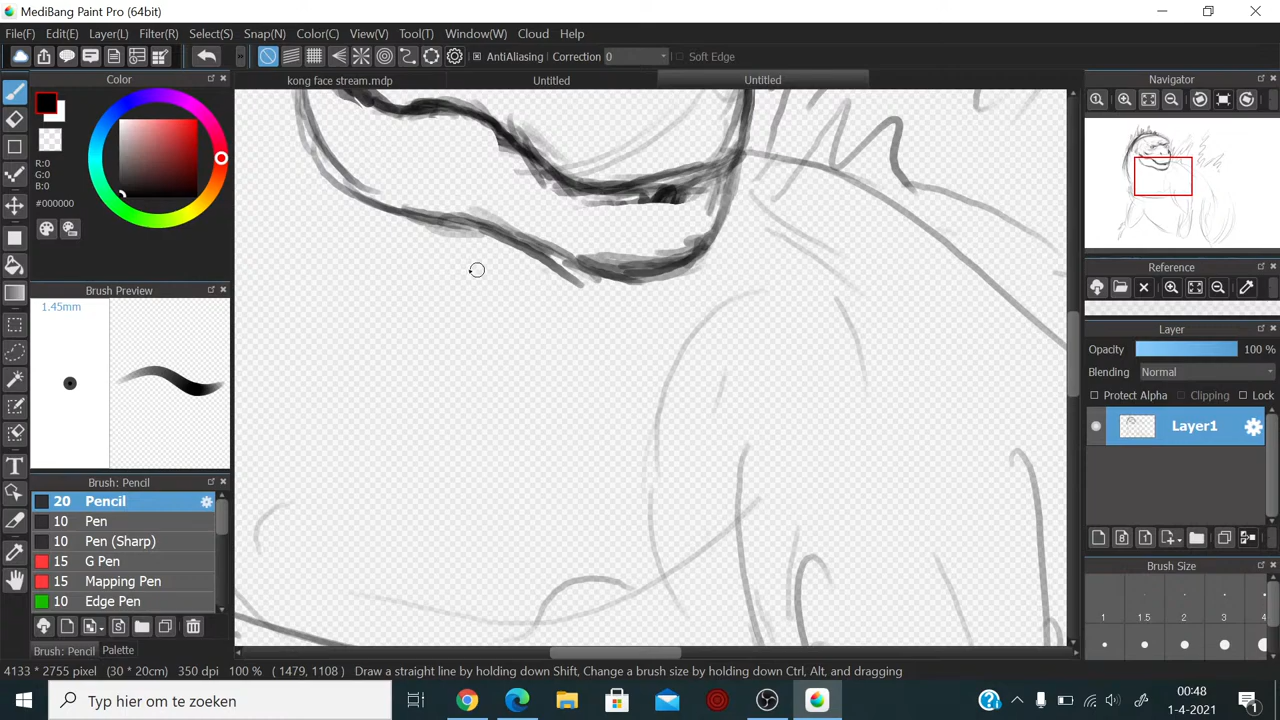 MediBang Paint Pro (64bit)
File(F) Edit(E) Layer(L) Filter(R) Select(S) Snap(N) Color(C) View(V) Tool(T) Window(W) Cloud Help
AntiAliasing Correction 0 Soft Edge
Color
kong face stream.mdp Untitled Untitled
Navigator
R:0
G:0
B:0
#000000
Brush Preview
1.45mm
Reference
Layer
Opacity 100 %
Blending Normal
Protect Alpha Clipping Lock
Layer1
Brush: Pencil
20 Pencil
10 Pen
10 Pen (Sharp)
15 G Pen
15 Mapping Pen
10 Edge Pen
Brush Size
1 1.5 2 3 4
Brush: Pencil Palette
4133 * 2755 pixel (30 * 20cm) 350 dpi 100 % ( 1479, 1108 ) Draw a straight line by holding down Shift, Change a brush size by holding down Ctrl, Alt, and dragging
Typ hier om te zoeken
00:48
1-4-2021
1